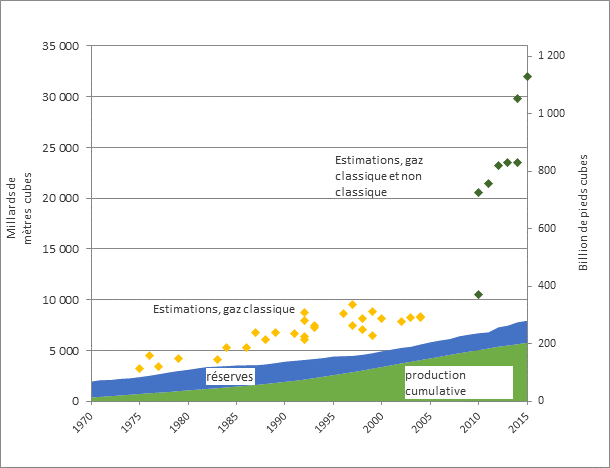 35 000
30 000
25 000
20 000
15 000
10 000
5 000
0
Milliards de
mètres cubes
1 200
1 000
800
600
400
200
0
Billion de pieds cubes
Estimations, gaz
classique et non
classique
Estimations, gaz classique
réserves
production
cumulative
1970
1975
1980
1985
1990
1995
2000
2005
2010
2015